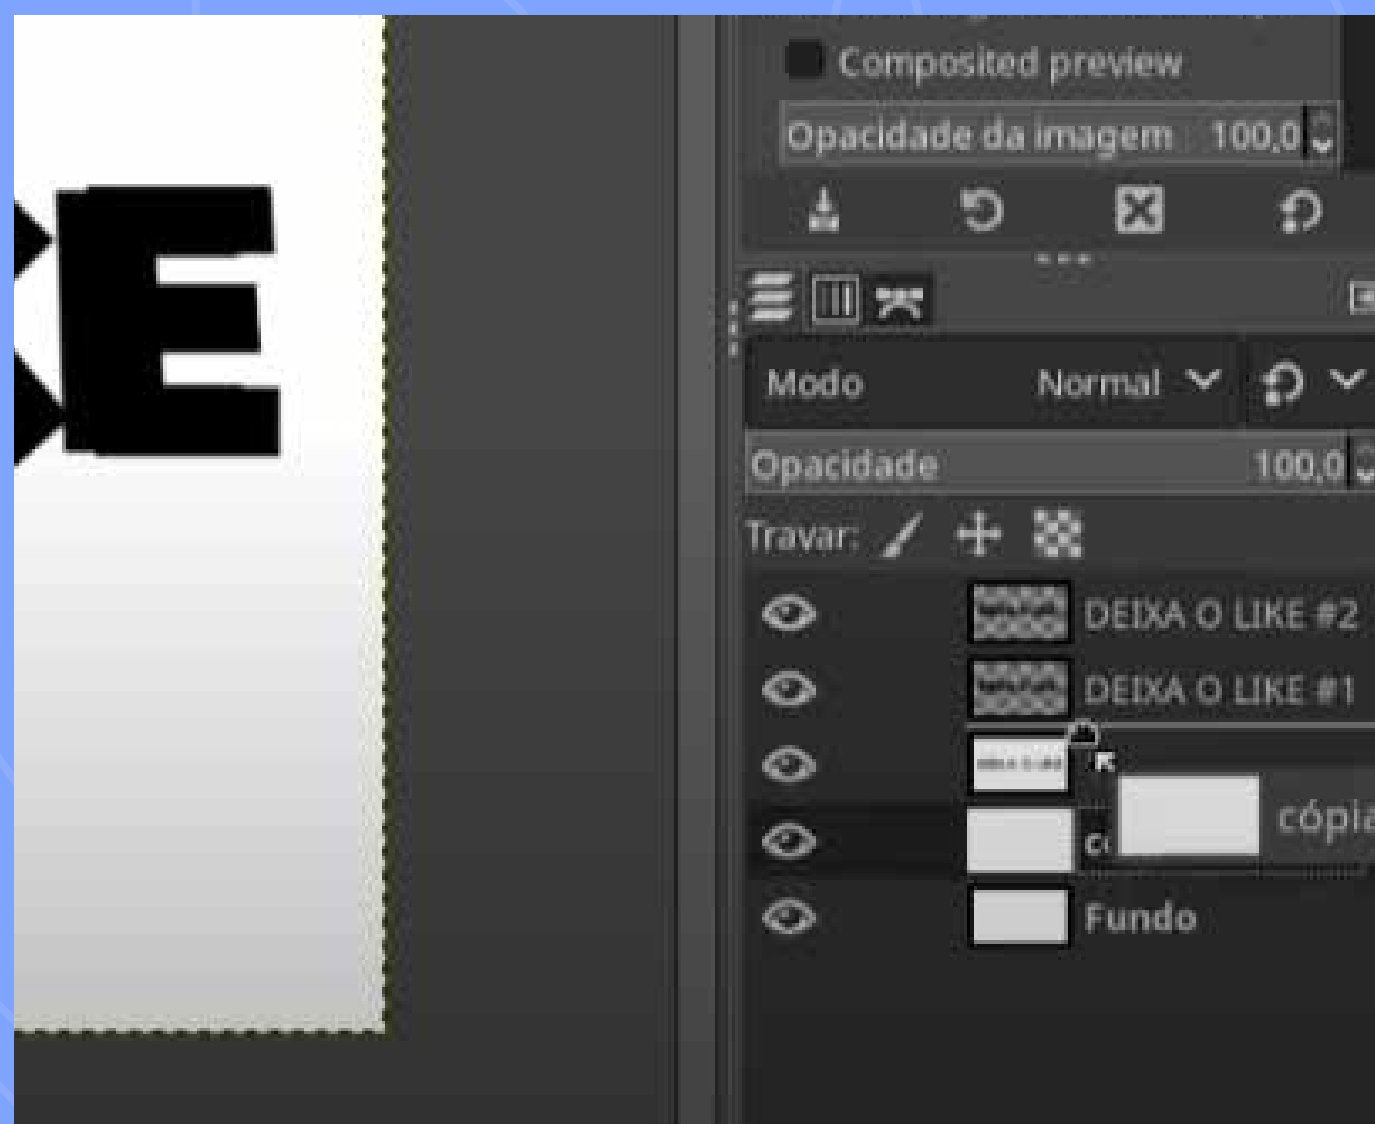 Composited preview
Opacidade da imagem 100,0
KE
Modo Normal
Opacidade 100,0
Travar:
DEIXA O LIKE #2
DEIXA O LIKE #1
cópia
Fundo